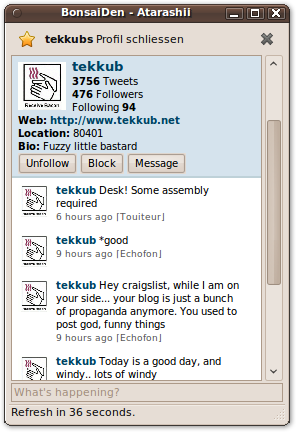 BonsaiDen - Atarashii
tekkubs Profil schliessen
tekkub
3756 Tweets
476 Followers
Following 94
Receive Bacon
Web: http://www.tekkub.net
Location: 80401
Bio: Fuzzy little bastard
Unfollow Block Message
tekkub Desk! Some assembly
required
6 hours ago [Touiteur]
tekkub *good
9 hours ago [Echofon]
tekkub Hey craigslist, while I am
on your side... your blog is just a bunch
of propaganda anymore. You used to
post god, funny things
9 hours ago [Echofon]
tekkub Today is a good day, and
windy.. lots of windy
What's happening?
Refresh in 36 seconds.